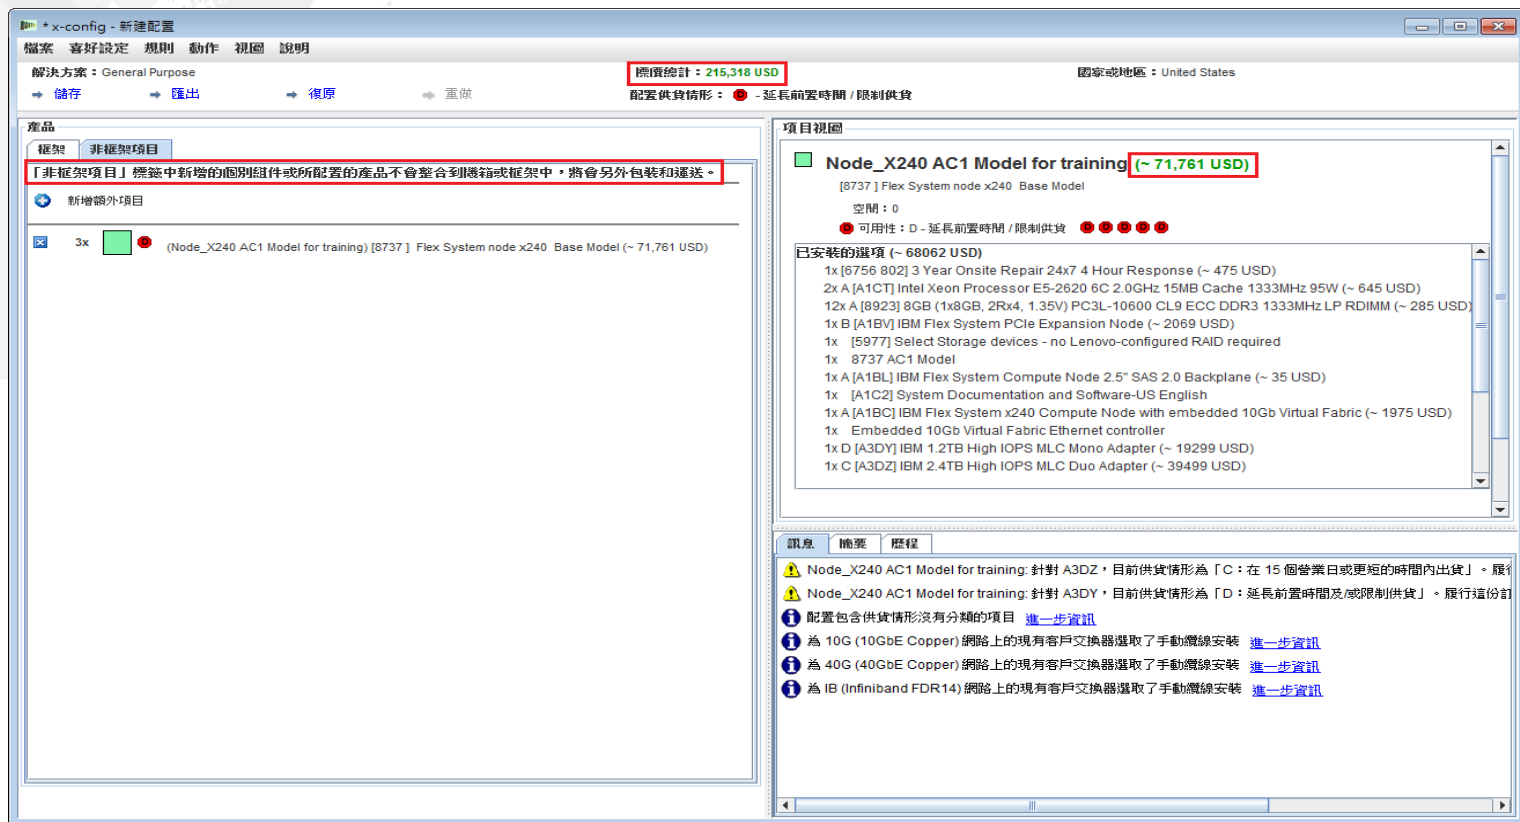 * x-config - 新建配置
檔案 喜好設定 規則 動作 視圖 說明
解決方案：General Purpose
標價總計：215,318 USD
國家或地區：United States
儲存 匯出 復原 重做
配置供貨情形： D - 延長前置時間 / 限制供貨
產品
框架 非框架項目
「非框架項目」標籤中新增的個別組件或所配置的產品不會整合到機箱或框架中，將會另外包裝和運送。
新增額外項目
3x D (Node_X240 AC1 Model for training) [8737 ] Flex System node x240 Base Model (~ 71,761 USD)
項目視圖
Node_X240 AC1 Model for training (~ 71,761 USD)
[8737 ] Flex System node x240 Base Model
空間：0
D 可用性：D - 延長前置時間 / 限制供貨 D D D D D
已安裝的選項 (~ 68062 USD)
1x [6756 802] 3 Year Onsite Repair 24x7 4 Hour Response (~ 475 USD)
2x A [A1CT] Intel Xeon Processor E5-2620 6C 2.0GHz 15MB Cache 1333MHz 95W (~ 645 USD)
12x A [8923] 8GB (1x8GB, 2Rx4, 1.35V) PC3L-10600 CL9 ECC DDR3 1333MHz LP RDIMM (~ 285 USD)
1x B [A1BV] IBM Flex System PCIe Expansion Node (~ 2069 USD)
1x [5977] Select Storage devices - no Lenovo-configured RAID required
1x 8737 AC1 Model
1x A [A1BL] IBM Flex System Compute Node 2.5" SAS 2.0 Backplane (~ 35 USD)
1x [A1C2] System Documentation and Software-US English
1x A [A1BC] IBM Flex System x240 Compute Node with embedded 10Gb Virtual Fabric (~ 1975 USD)
1x Embedded 10Gb Virtual Fabric Ethernet controller
1x D [A3DY] IBM 1.2TB High IOPS MLC Mono Adapter (~ 19299 USD)
1x C [A3DZ] IBM 2.4TB High IOPS MLC Duo Adapter (~ 39499 USD)
訊息 摘要 歷程
Node_X240 AC1 Model for training: 針對 A3DZ，目前供貨情形為「C：在 15 個營業日或更短的時間內出貨」。履行
Node_X240 AC1 Model for training: 針對 A3DY，目前供貨情形為「D：延長前置時間及/或限制供貨」。履行這份訂
配置包含供貨情形沒有分類的項目 進一步資訊
為 10G (10GbE Copper) 網路上的現有客戶交換器選取了手動纜線安裝 進一步資訊
為 40G (40GbE Copper) 網路上的現有客戶交換器選取了手動纜線安裝 進一步資訊
為 IB (Infiniband FDR14) 網路上的現有客戶交換器選取了手動纜線安裝 進一步資訊